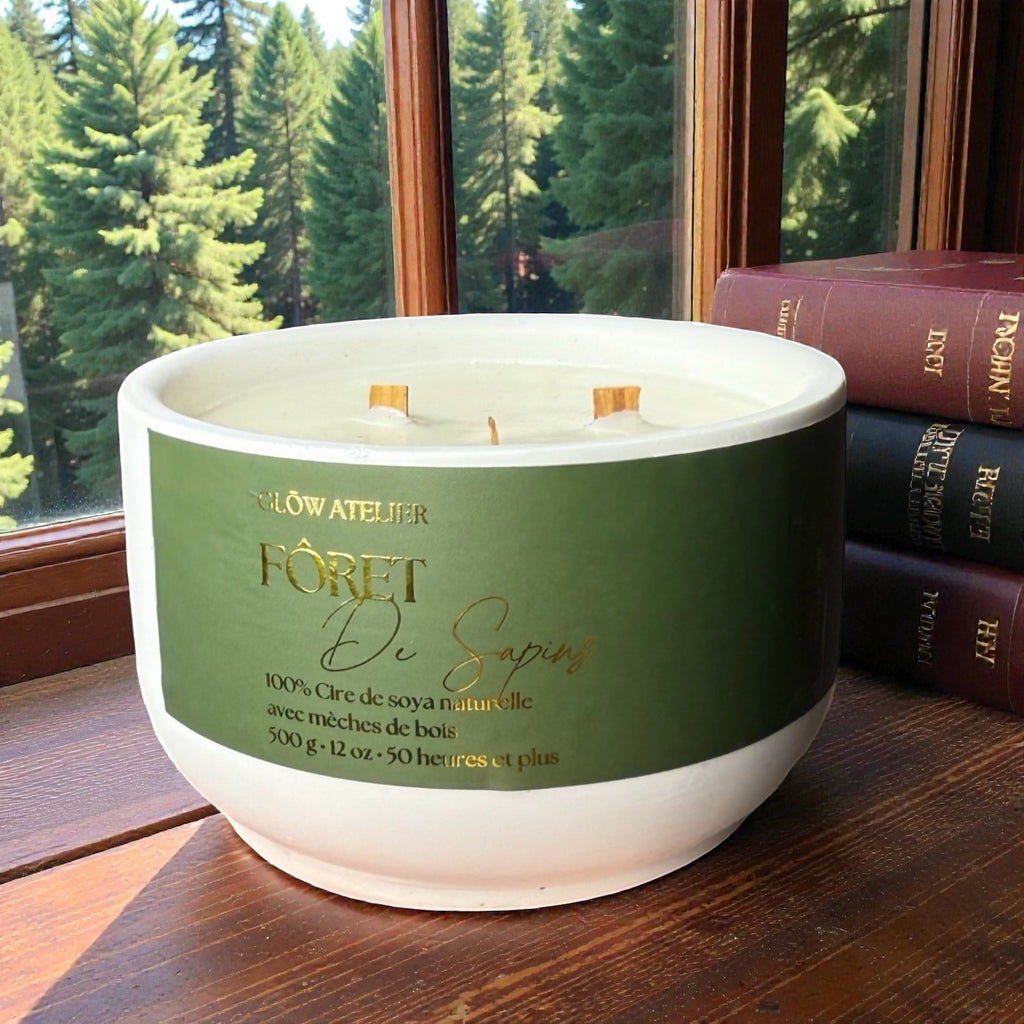 GLŌW ATELIER
FÔRET
De Sapins
100% Cire de soya naturelle
avec mèches de bois
500 g • 12 oz • 50 heures et plus